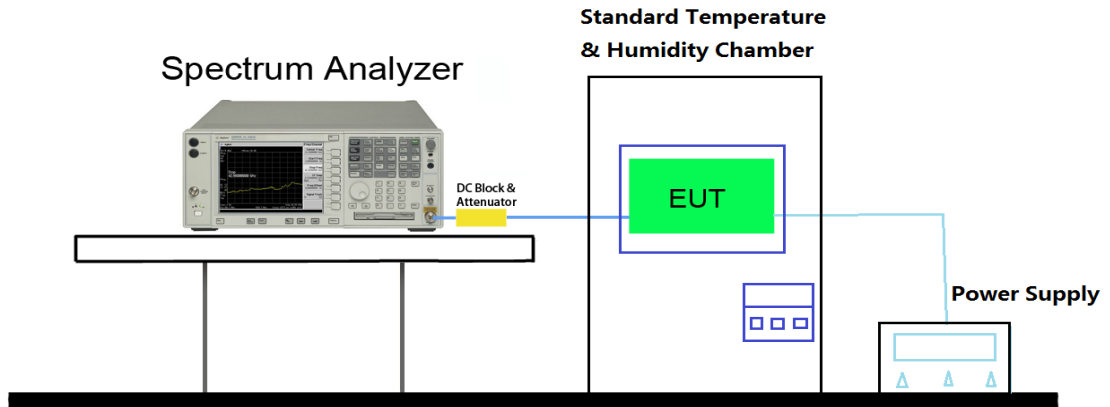 Standard Temperature
& Humidity Chamber
Spectrum Analyzer
DC Block &
Attenuator
EUT
Power Supply